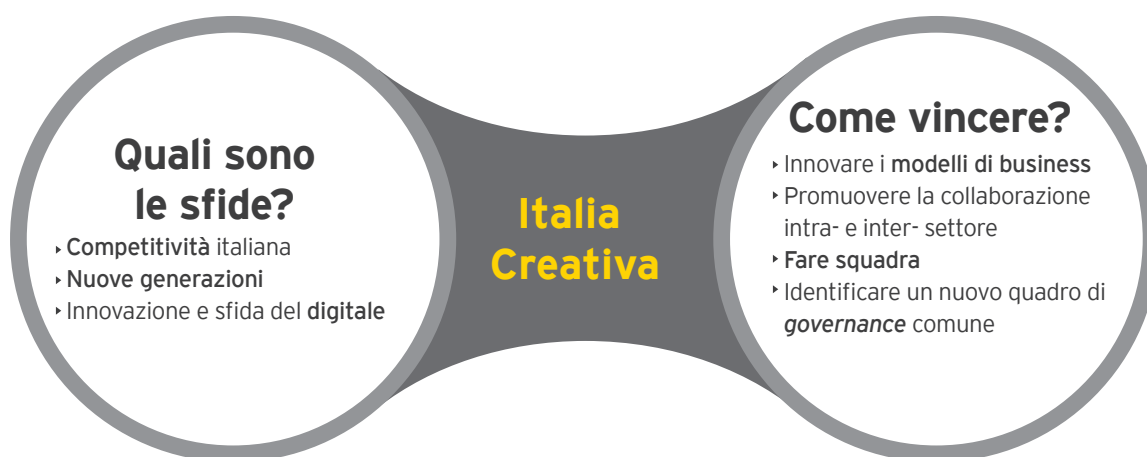 Quali sono
le sfide?
‣ Competitività italiana
‣ Nuove generazioni
‣ Innovazione e sfida del digitale
Italia
Creativa
Come vincere?
‣ Innovare i modelli di business
‣ Promuovere la collaborazione
intra- e inter- settore
‣ Fare squadra
‣ Identificare un nuovo quadro di
governance comune